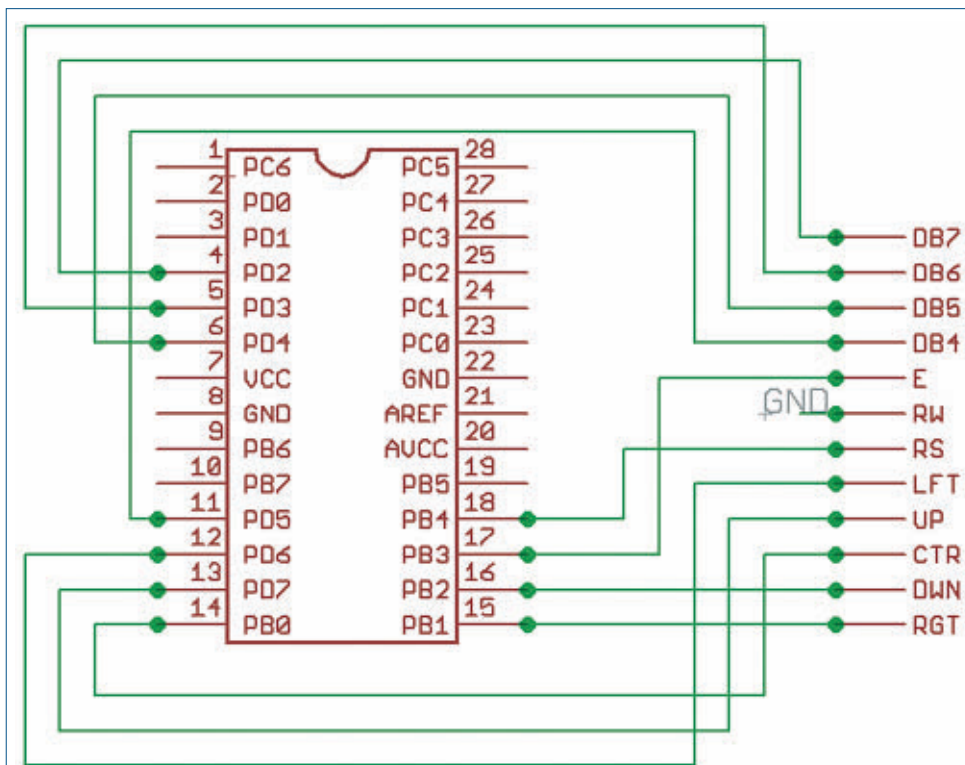 1 PC6
2 PD0
3 PD1
4 PD2
5 PD3
6 PD4
7 VCC
8 GND
9 PB6
10 PB7
11 PD5
12 PD6
13 PD7
14 PB0
28 PC5
27 PC4
26 PC3
25 PC2
24 PC1
23 PC0
22 GND
21 AREF
20 AVCC
19 PB5
18 PB4
17 PB3
16 PB2
15 PB1
DB7
DB6
DB5
DB4
E
GND RW
RS
LFT
UP
CTR
DWN
RGT